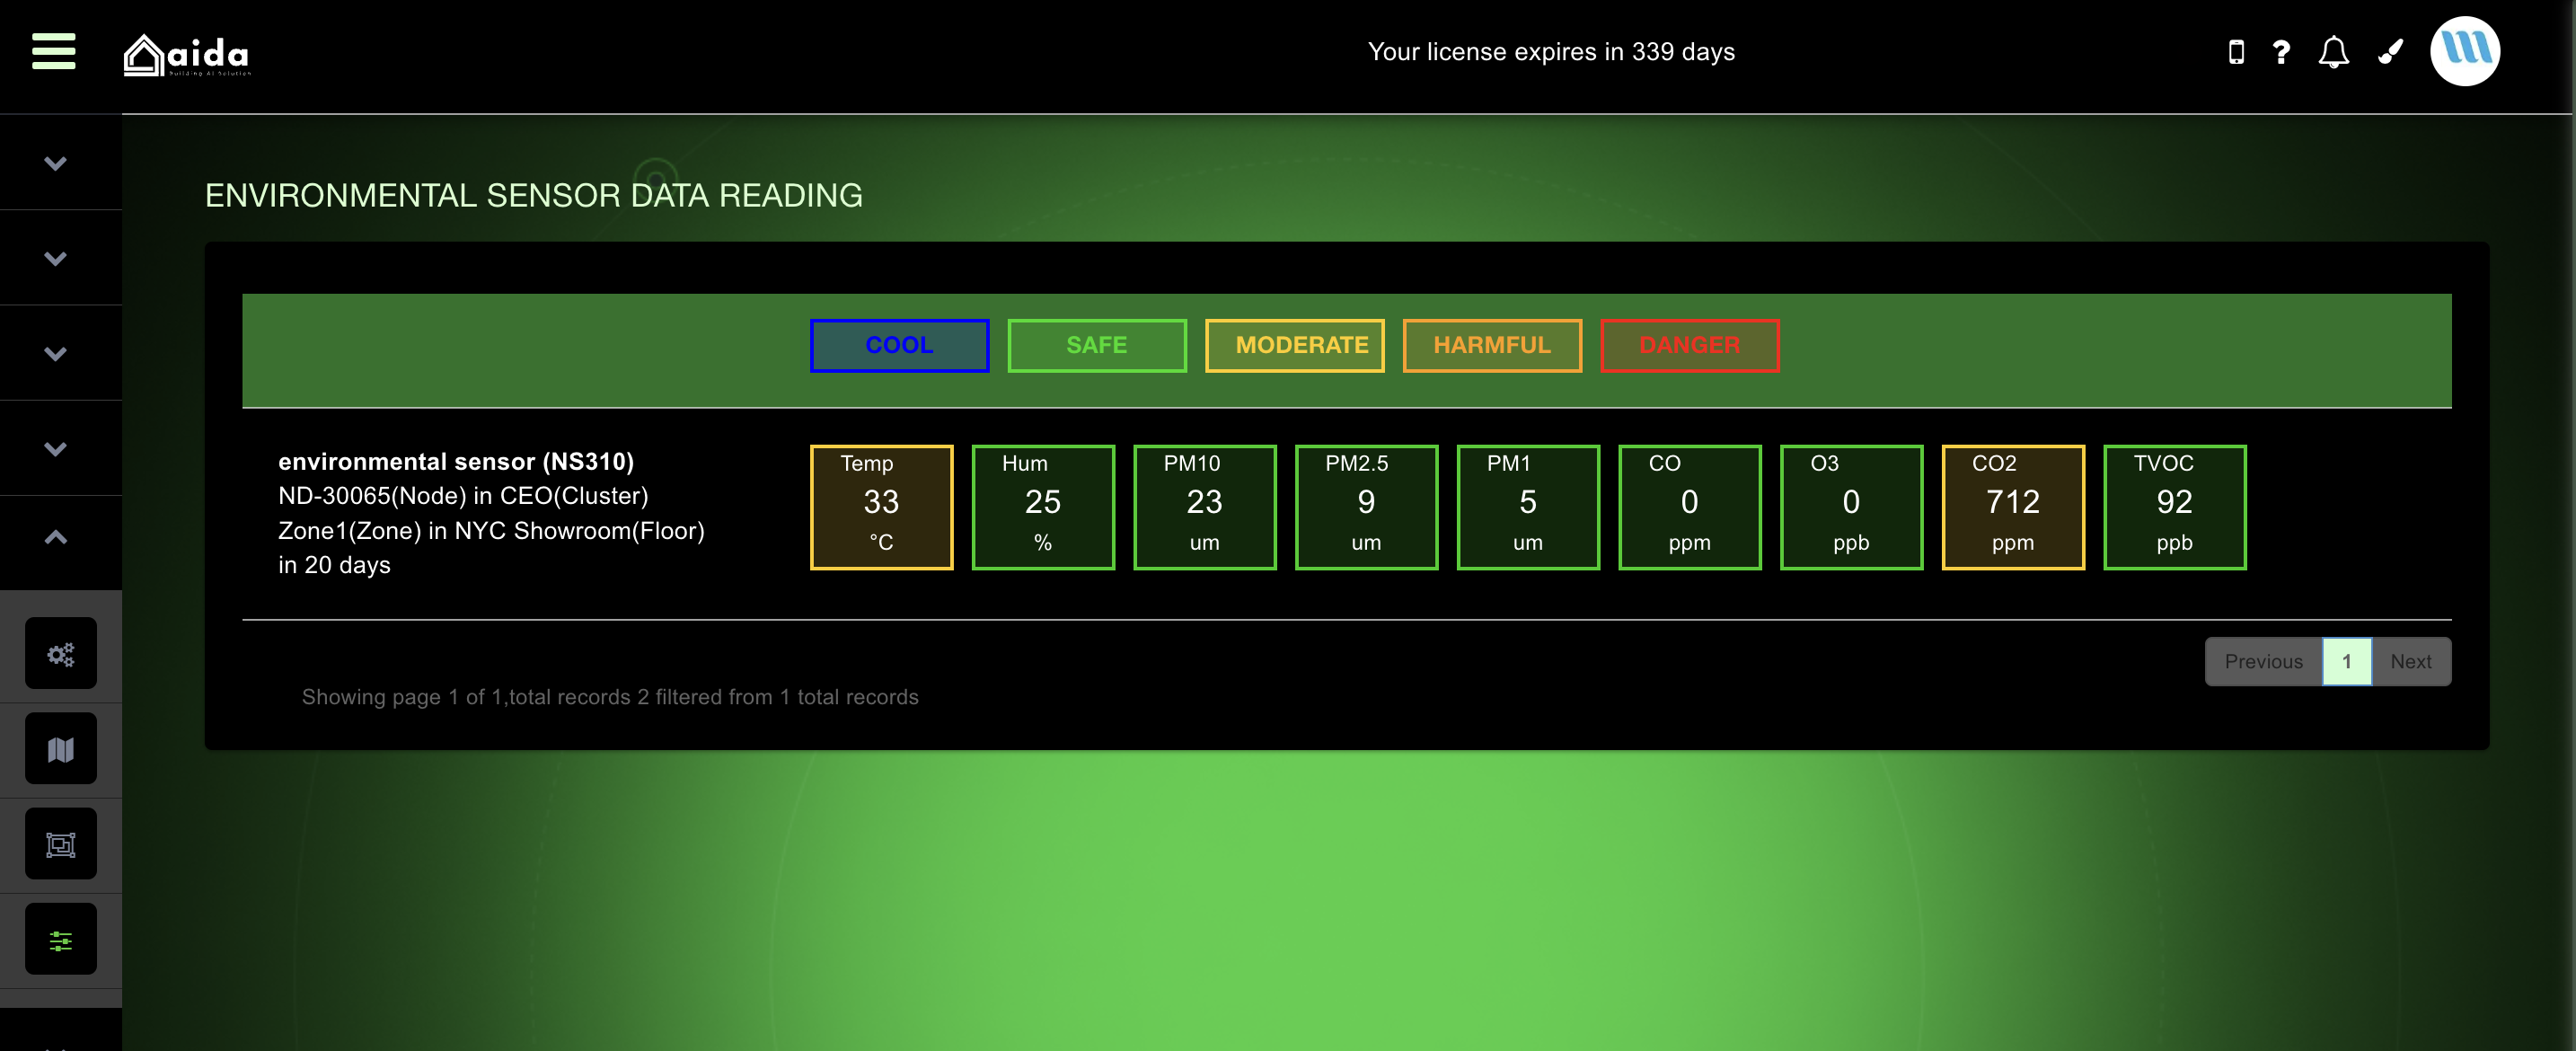 aida
Building AI Solution
Your license expires in 339 days
ENVIRONMENTAL SENSOR DATA READING
COOL SAFE MODERATE HARMFUL DANGER
environmental sensor (NS310)
ND-30065(Node) in CEO(Cluster)
Zone1(Zone) in NYC Showroom(Floor)
in 20 days
Temp Hum PM10 PM2.5 PM1 CO O3 CO2 TVOC
33 25 23 9 5 0 0 712 92
°C % um um um ppm ppb ppm ppb
Previous 1 Next
Showing page 1 of 1,total records 2 filtered from 1 total records